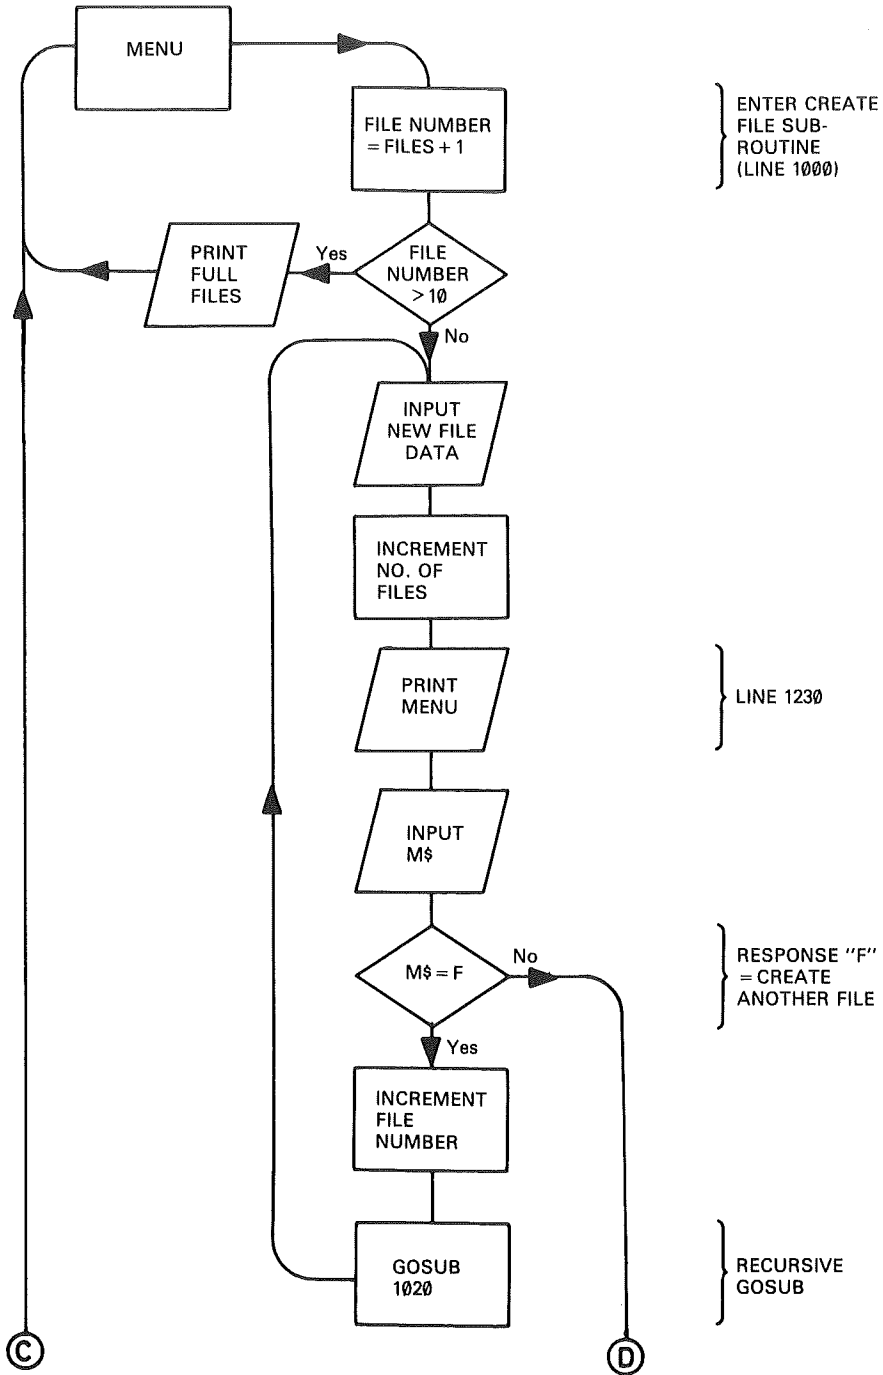 MENU
FILE NUMBER
= FILES + 1
ENTER CREATE
FILE SUB-
ROUTINE
(LINE 1000)
PRINT
FULL
FILES
Yes
FILE
NUMBER
> 10
No
INPUT
NEW FILE
DATA
INCREMENT
NO. OF
FILES
PRINT
MENU
LINE 1230
INPUT
M$
M$ = F
No
RESPONSE "F"
= CREATE
ANOTHER FILE
Yes
INCREMENT
FILE
NUMBER
GOSUB
1020
RECURSIVE
GOSUB
C
D